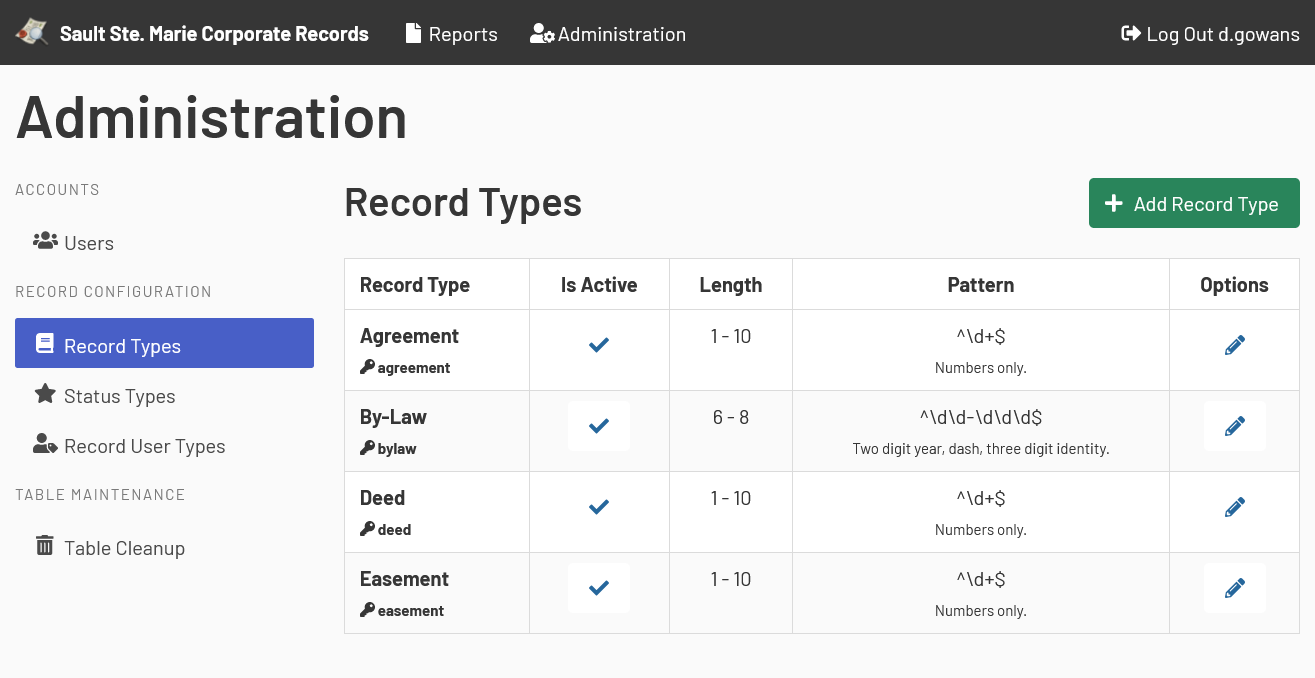 Sault Ste. Marie Corporate Records Reports Administration Log Out d.gowans
Administration
ACCOUNTS
Users
RECORD CONFIGURATION
Record Types
Status Types
Record User Types
TABLE MAINTENANCE
Table Cleanup
Record Types
Add Record Type
Record Type Is Active Length Pattern Options
Agreement 1 - 10 ^\d+$
agreement Numbers only.
By-Law 6 - 8 ^\d\d-\d\d\d$
bylaw Two digit year, dash, three digit identity.
Deed 1 - 10 ^\d+$
deed Numbers only.
Easement 1 - 10 ^\d+$
easement Numbers only.